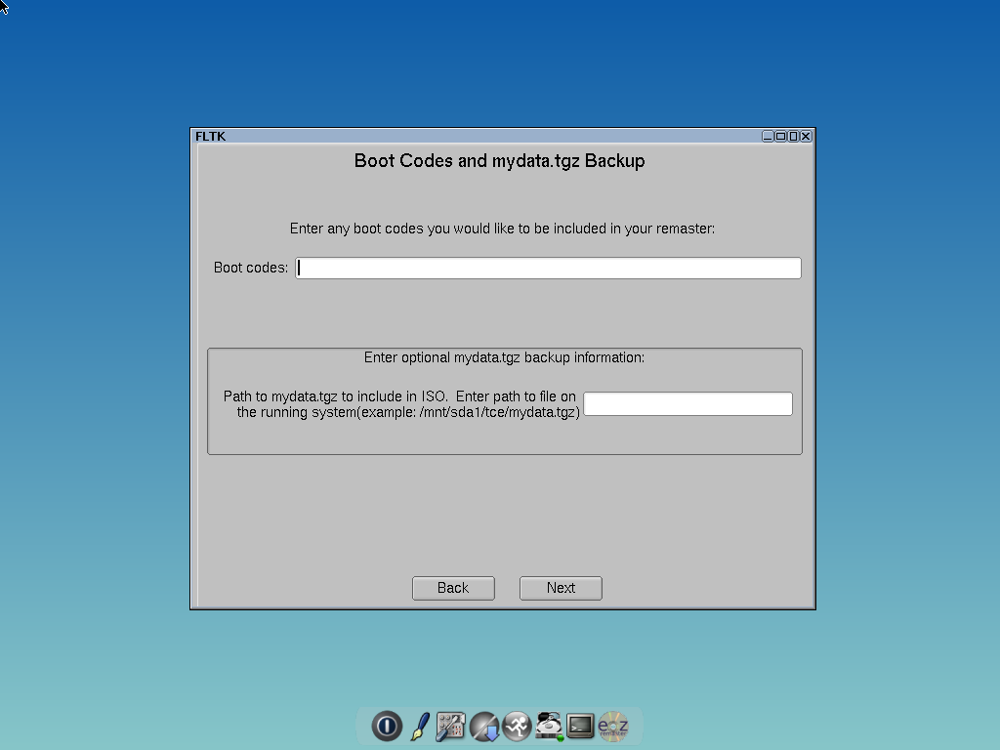 FLTK
Boot Codes and mydata.tgz Backup
Enter any boot codes you would like to be included in your remaster:
Boot codes:
Enter optional mydata.tgz backup information:
Path to mydata.tgz to include in ISO.  Enter path to file on
the running system(example: /mnt/sda1/tce/mydata.tgz)
Back
Next
ezremaster